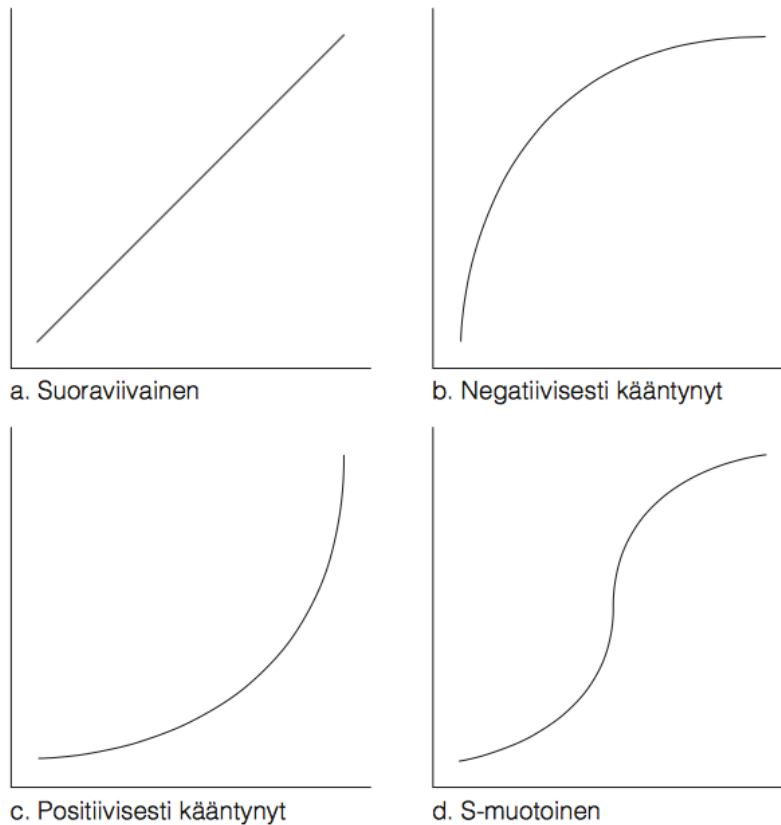 a. Suoraviivainen
b. Negatiivisesti kääntynyt
c. Positiivisesti kääntynyt
d. S-muotoinen